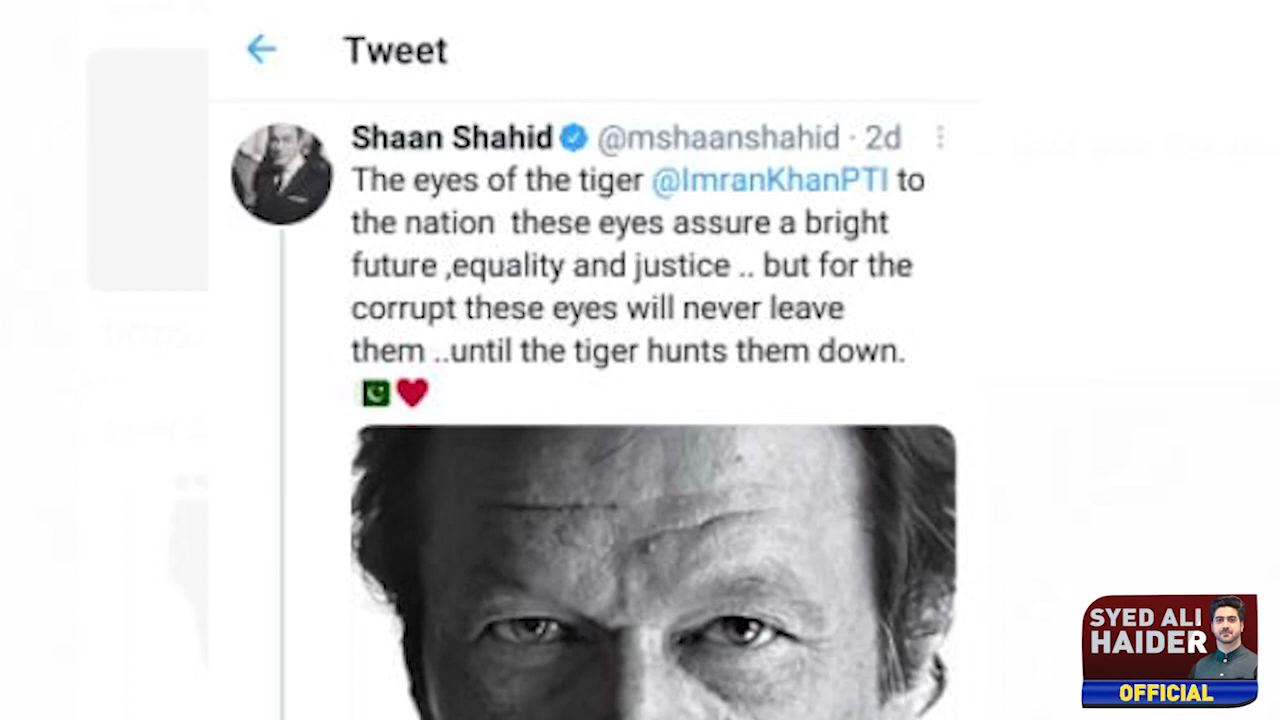 Tweet
Shaan Shahid @mshaanshahid · 2d
The eyes of the tiger @ImranKhanPTI to
the nation these eyes assure a bright
future ,equality and justice .. but for the
corrupt these eyes will never leave
them ..until the tiger hunts them down.
SYED ALI
HAIDER
OFFICIAL